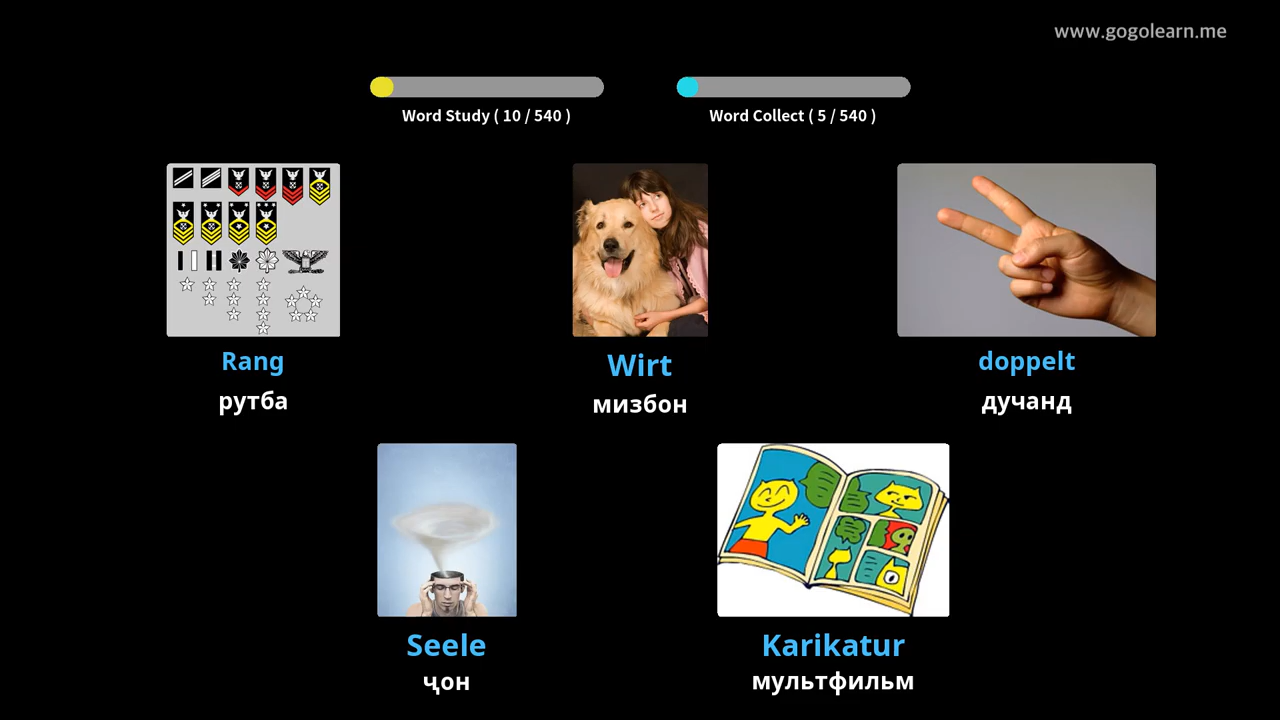 www.gogolearn.me
Word Study ( 10 / 540 )
Word Collect ( 5 / 540 )
Rang
рутба
Wirt
мизбон
doppelt
дучанд
Seele
ҷон
Karikatur
мультфильм